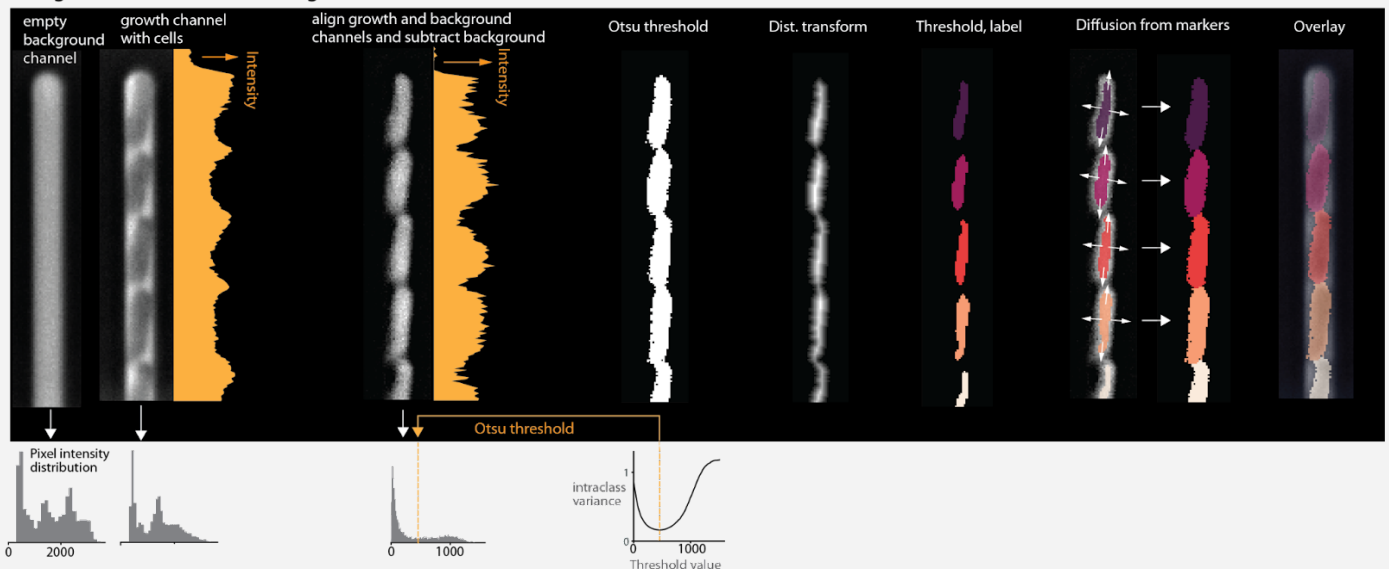 empty
background
channel
growth channel
with cells
Intensity
align growth and background
channels and subtract background
Intensity
Otsu threshold
Dist. transform
Threshold, label
Diffusion from markers
Overlay
Otsu threshold
Pixel intensity
distribution
0
2000
0
1000
intraclass
variance
1
0
0
1000
Threshold value